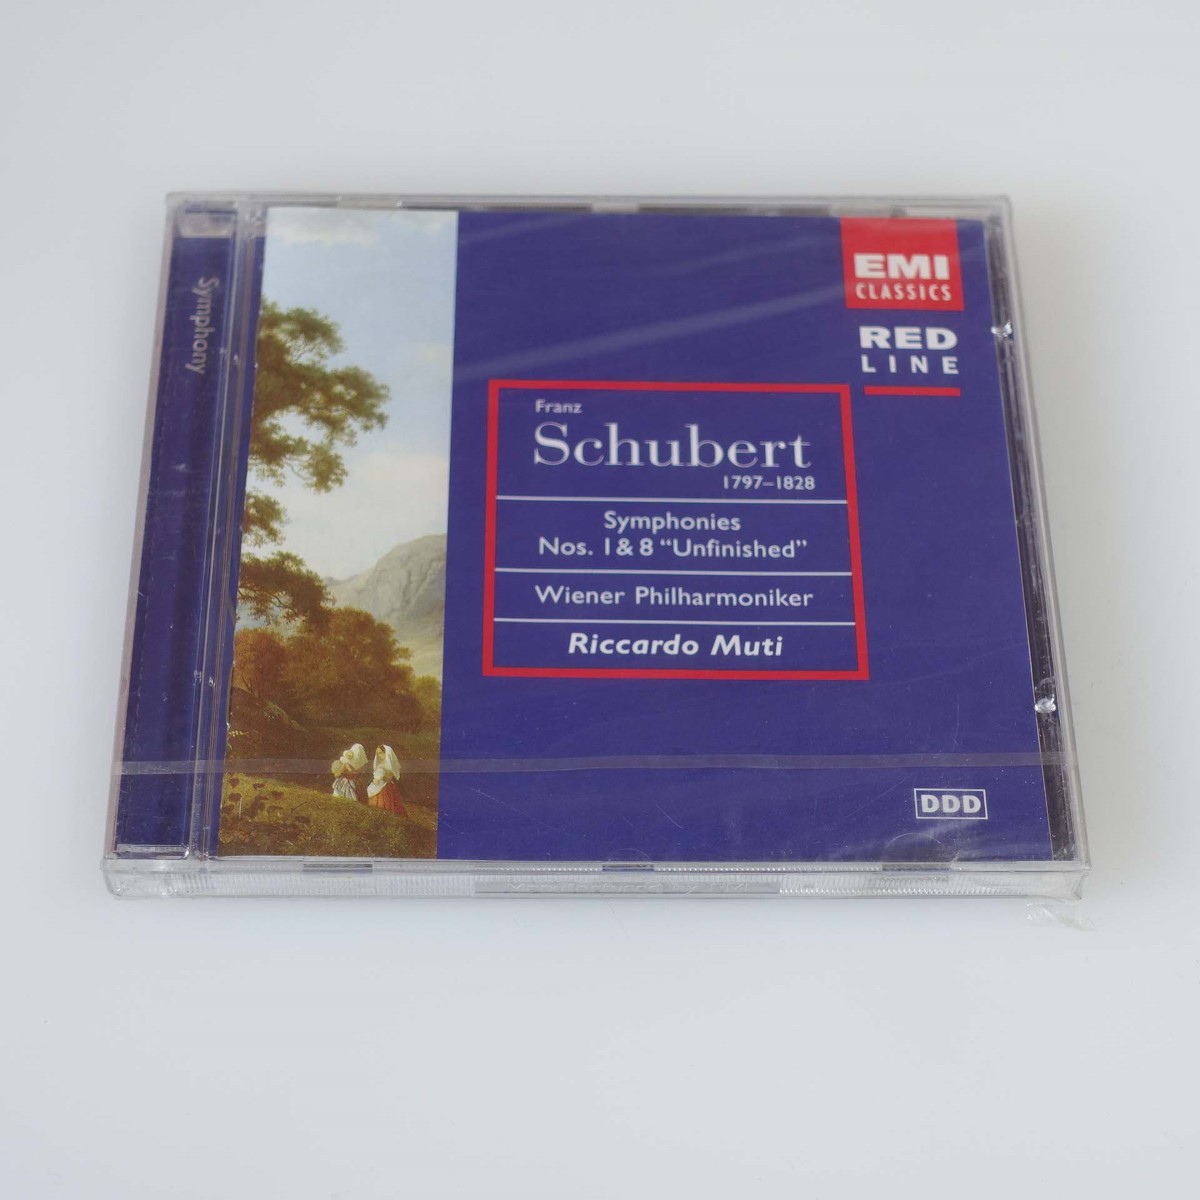 Symphony
EMI
CLASSICS
RED
LINE
Franz
Schubert
1797–1828
Symphonies
Nos. 1 & 8 “Unfinished”
Wiener Philharmoniker
Riccardo Muti
DDD